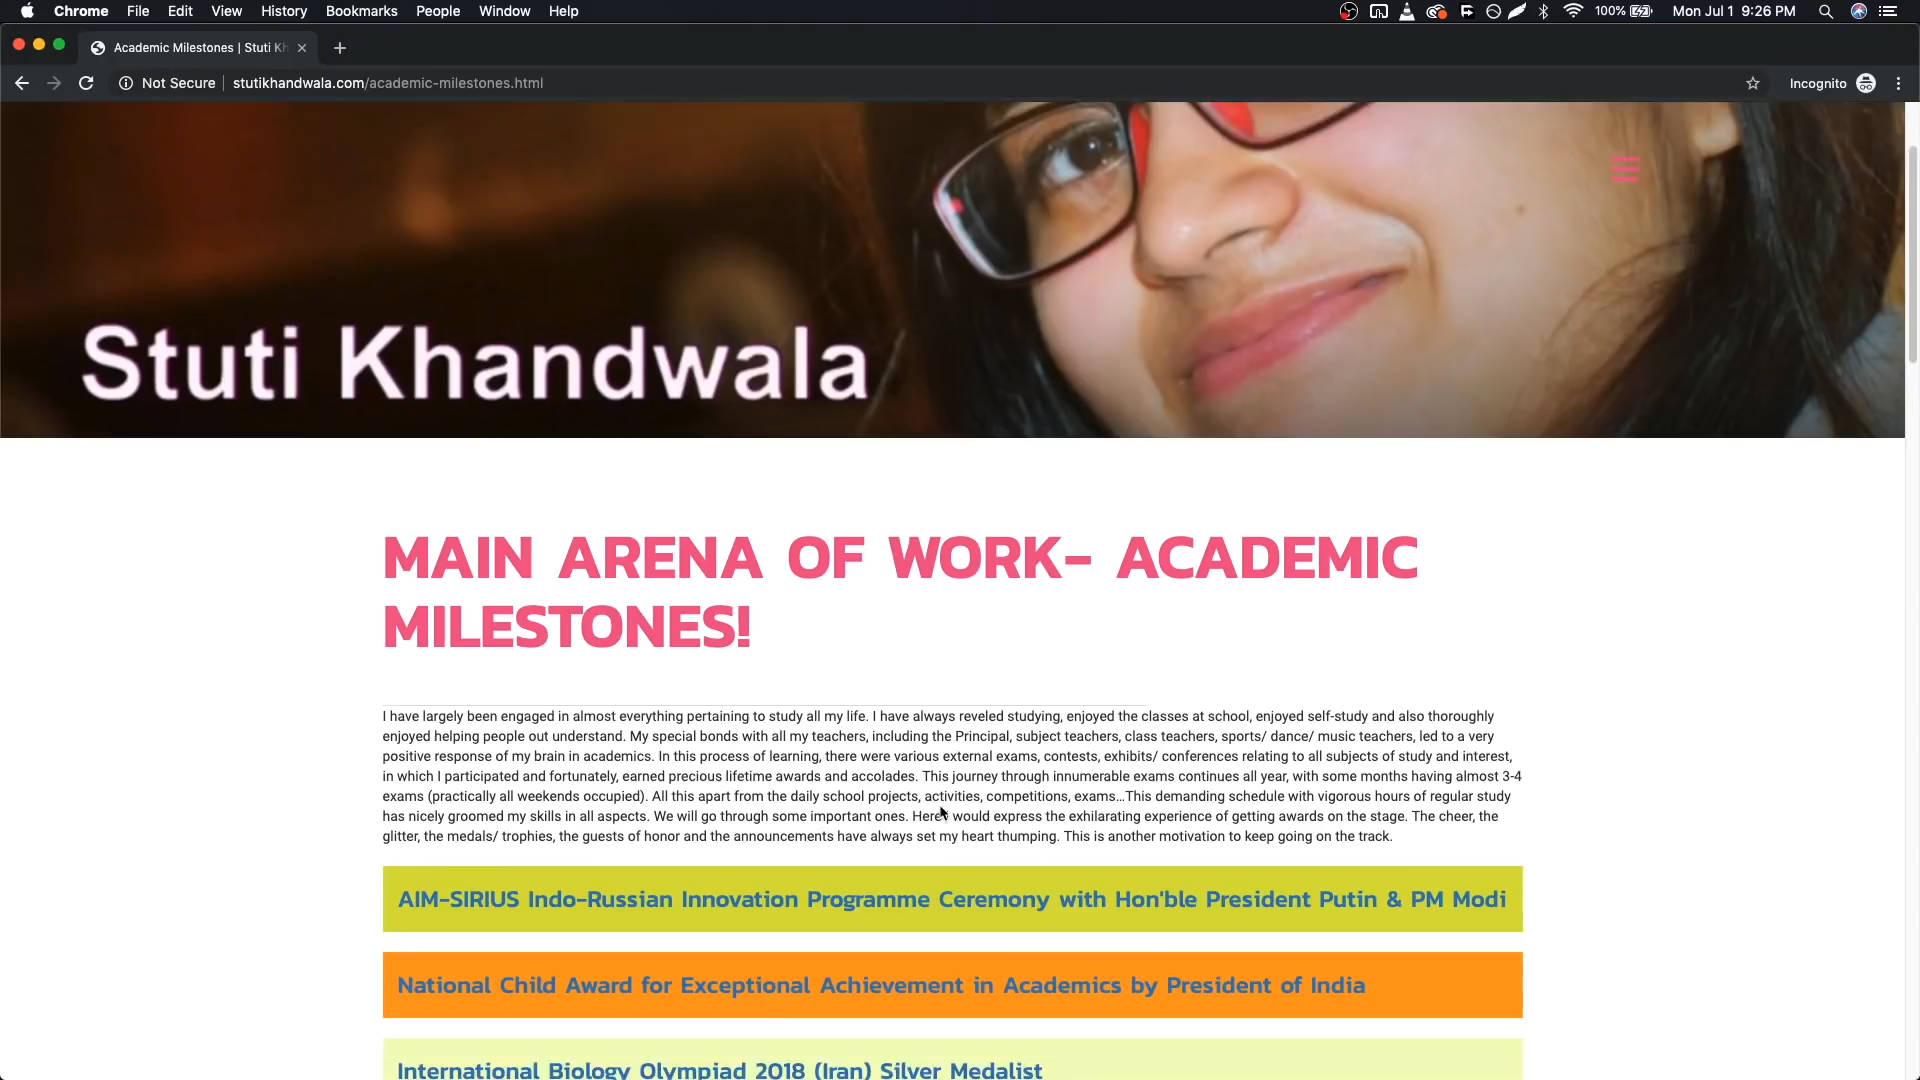 Chrome File Edit View History Bookmarks People Window Help 100% Mon Jul 1 9:26 PM
Academic Milestones | Stuti Kh
Not Secure stutikhandwala.com/academic-milestones.html Incognito
Stuti Khandwala
MAIN ARENA OF WORK- ACADEMIC
MILESTONES!
I have largely been engaged in almost everything pertaining to study all my life. I have always reveled studying, enjoyed the classes at school, enjoyed self-study and also thoroughly
enjoyed helping people out understand. My special bonds with all my teachers, including the Principal, subject teachers, class teachers, sports/ dance/ music teachers, led to a very
positive response of my brain in academics. In this process of learning, there were various external exams, contests, exhibits/ conferences relating to all subjects of study and interest,
in which I participated and fortunately, earned precious lifetime awards and accolades. This journey through innumerable exams continues all year, with some months having almost 3-4
exams (practically all weekends occupied). All this apart from the daily school projects, activities, competitions, exams...This demanding schedule with vigorous hours of regular study
has nicely groomed my skills in all aspects. We will go through some important ones. Here I would express the exhilarating experience of getting awards on the stage. The cheer, the
glitter, the medals/ trophies, the guests of honor and the announcements have always set my heart thumping. This is another motivation to keep going on the track.
AIM-SIRIUS Indo-Russian Innovation Programme Ceremony with Hon'ble President Putin & PM Modi
National Child Award for Exceptional Achievement in Academics by President of India
International Biology Olympiad 2018 (Iran) Silver Medalist